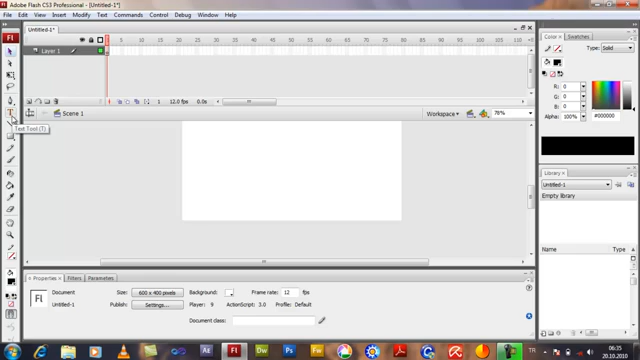 Adobe Flash CS3 - [Untitled-1*]
File Edit View Insert Modify Text Commands Control Debug Window Help
Untitled-1*
5 10 15 20 25 30 35 40 45 50 55 60 65 70 75 80 85 90 95 100
Layer 1
1 12.0 fps 0.0s
Scene 1
Workspace
78%
Text Tool (T)
Color × Swatches
Type: Solid
R: 0
G: 0
B: 0
Alpha: 100%
#000000
Library ×
Untitled-1
Empty library
Name
Properties × Filters Parameters
Fl
Document
Untitled-1
Size: 600 x 400 pixels
Background:
Frame rate: 12 fps
Publish: Settings...
Player: 9
ActionScript: 3.0
Profile: Default
Document class:
TR
06:35
20.10.2010